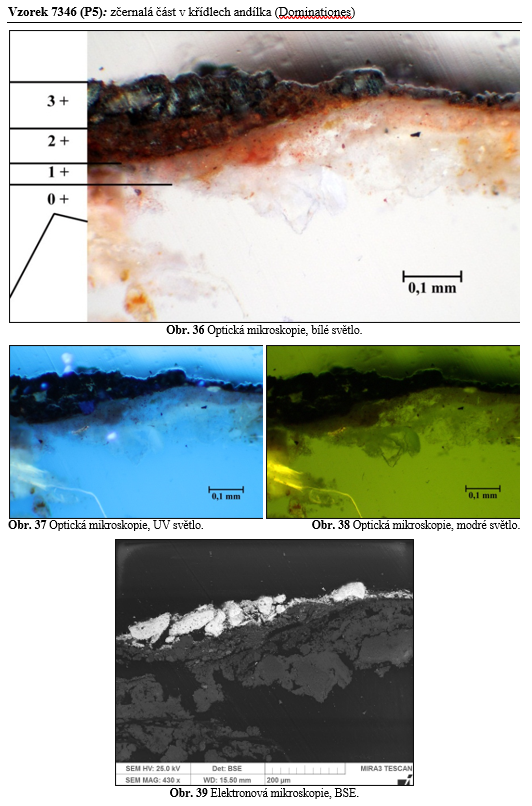 Vzorek 7346 (P5): zčernalá část v křídlech andílka (Dominationes)
3 +
2 +
1 +
0 +
0,1 mm
Obr. 36 Optická mikroskopie, bílé světlo.
0,1 mm
0,1 mm
Obr. 37 Optická mikroskopie, UV světlo.
Obr. 38 Optická mikroskopie, modré světlo.
SEM HV: 25.0 kV
Det: BSE
MIRA3 TESCAN
SEM MAG: 430 x
WD: 15.50 mm
200 µm
Obr. 39 Elektronová mikroskopie, BSE.